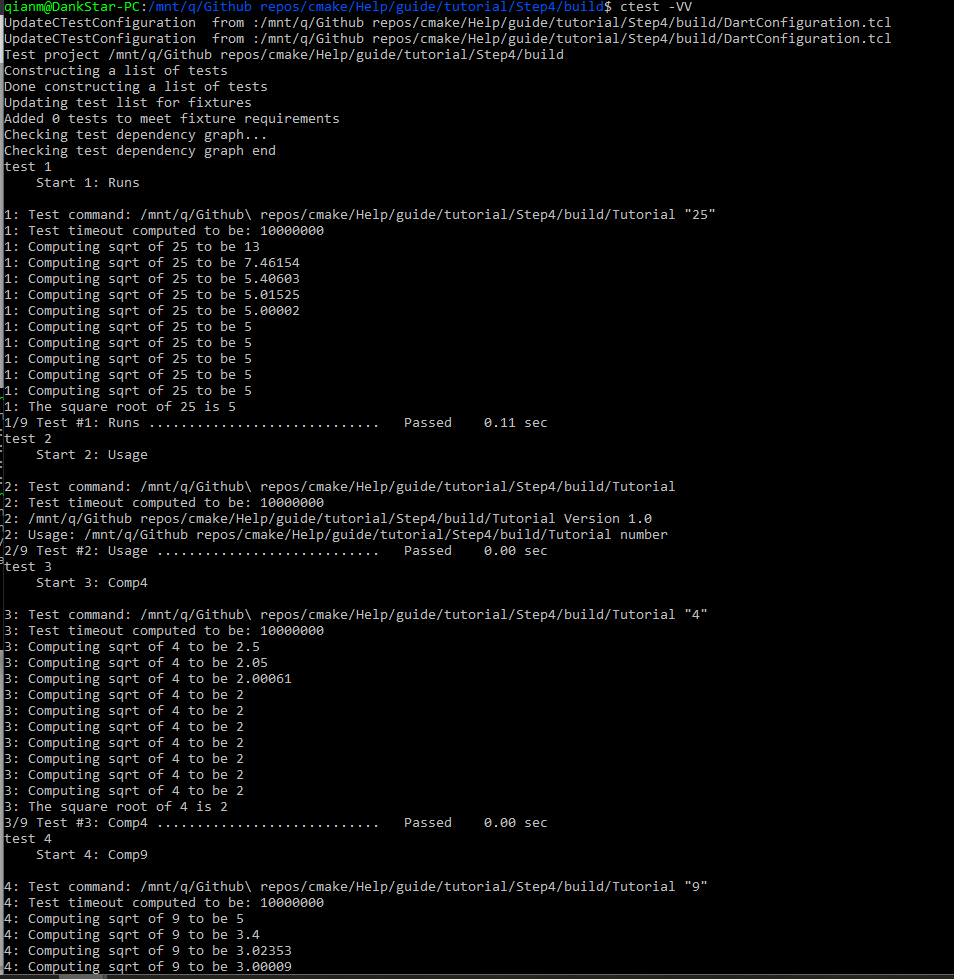 qianm@DankStar-PC:/mnt/q/Github repos/cmake/Help/guide/tutorial/Step4/build$ ctest -VV
UpdateCTestConfiguration  from :/mnt/q/Github repos/cmake/Help/guide/tutorial/Step4/build/DartConfiguration.tcl
UpdateCTestConfiguration  from :/mnt/q/Github repos/cmake/Help/guide/tutorial/Step4/build/DartConfiguration.tcl
Test project /mnt/q/Github repos/cmake/Help/guide/tutorial/Step4/build
Constructing a list of tests
Done constructing a list of tests
Updating test list for fixtures
Added 0 tests to meet fixture requirements
Checking test dependency graph...
Checking test dependency graph end
test 1
    Start 1: Runs
1: Test command: /mnt/q/Github\ repos/cmake/Help/guide/tutorial/Step4/build/Tutorial "25"
1: Test timeout computed to be: 10000000
1: Computing sqrt of 25 to be 13
1: Computing sqrt of 25 to be 7.46154
1: Computing sqrt of 25 to be 5.40603
1: Computing sqrt of 25 to be 5.01525
1: Computing sqrt of 25 to be 5.00002
1: Computing sqrt of 25 to be 5
1: Computing sqrt of 25 to be 5
1: Computing sqrt of 25 to be 5
1: Computing sqrt of 25 to be 5
1: Computing sqrt of 25 to be 5
1: The square root of 25 is 5
1/9 Test #1: Runs .............................   Passed    0.11 sec
test 2
    Start 2: Usage
2: Test command: /mnt/q/Github\ repos/cmake/Help/guide/tutorial/Step4/build/Tutorial
2: Test timeout computed to be: 10000000
2: /mnt/q/Github repos/cmake/Help/guide/tutorial/Step4/build/Tutorial Version 1.0
2: Usage: /mnt/q/Github repos/cmake/Help/guide/tutorial/Step4/build/Tutorial number
2/9 Test #2: Usage ............................   Passed    0.00 sec
test 3
    Start 3: Comp4
3: Test command: /mnt/q/Github\ repos/cmake/Help/guide/tutorial/Step4/build/Tutorial "4"
3: Test timeout computed to be: 10000000
3: Computing sqrt of 4 to be 2.5
3: Computing sqrt of 4 to be 2.05
3: Computing sqrt of 4 to be 2.00061
3: Computing sqrt of 4 to be 2
3: Computing sqrt of 4 to be 2
3: Computing sqrt of 4 to be 2
3: Computing sqrt of 4 to be 2
3: Computing sqrt of 4 to be 2
3: Computing sqrt of 4 to be 2
3: Computing sqrt of 4 to be 2
3: The square root of 4 is 2
3/9 Test #3: Comp4 ............................   Passed    0.00 sec
test 4
    Start 4: Comp9
4: Test command: /mnt/q/Github\ repos/cmake/Help/guide/tutorial/Step4/build/Tutorial "9"
4: Test timeout computed to be: 10000000
4: Computing sqrt of 9 to be 5
4: Computing sqrt of 9 to be 3.4
4: Computing sqrt of 9 to be 3.02353
4: Computing sqrt of 9 to be 3.00009